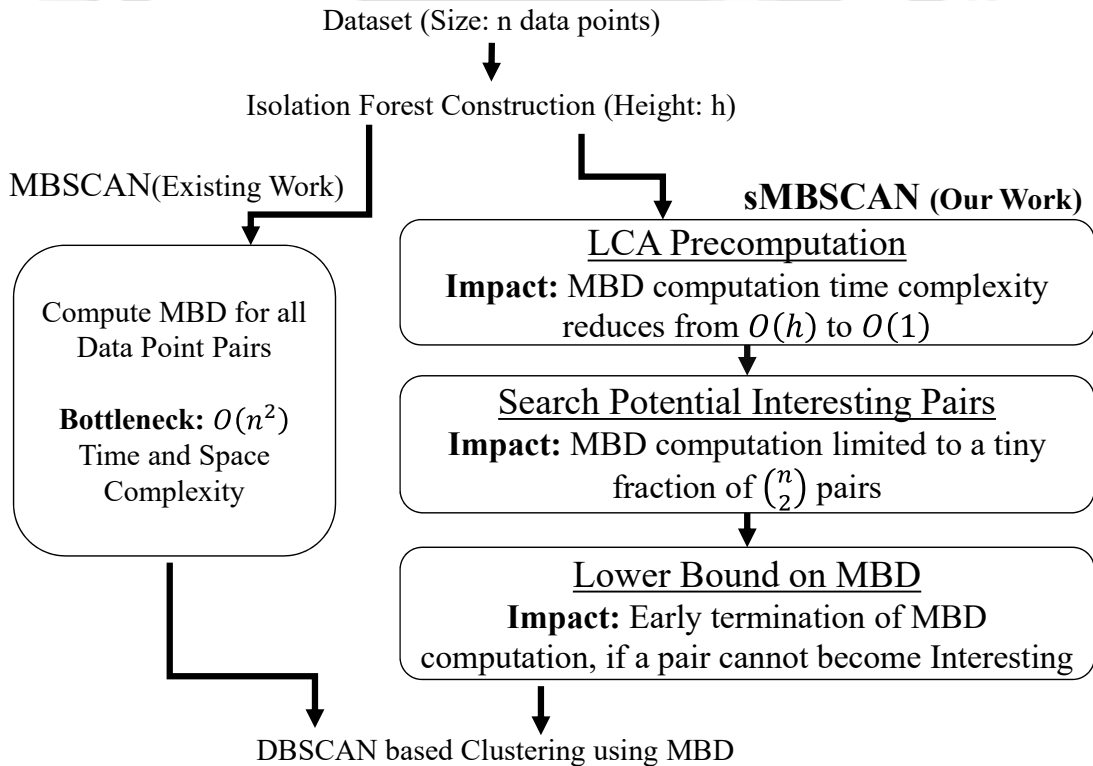 Dataset (Size: n data points)
Isolation Forest Construction (Height: h)
MBSCAN(Existing Work)
Compute MBD for all
Data Point Pairs
Bottleneck: O(n²)
Time and Space
Complexity
sMBSCAN (Our Work)
LCA Precomputation
Impact: MBD computation time complexity
reduces from O(h) to O(1)
Search Potential Interesting Pairs
Impact: MBD computation limited to a tiny
fraction of (n 2) pairs
Lower Bound on MBD
Impact: Early termination of MBD
computation, if a pair cannot become Interesting
DBSCAN based Clustering using MBD